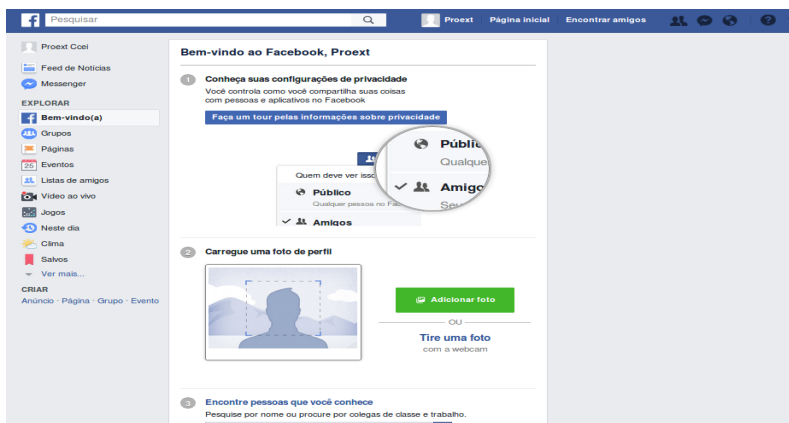 Pesquisar
Proext
Página inicial
Encontrar amigos
Proext Ccei
Feed de Notícias
Messenger
EXPLORAR
Bem-vindo(a)
Grupos
Páginas
25 Eventos
Listas de amigos
Vídeo ao vivo
Jogos
Neste dia
Clima
Salvos
Ver mais...
CRIAR
Anúncio · Página · Grupo · Evento
Bem-vindo ao Facebook, Proext
1 Conheça suas configurações de privacidade
Você controla como você compartilha suas coisas
com pessoas e aplicativos no Facebook
Faça um tour pelas informações sobre privacidade
Quem deve ver isso
Público
Qualquer pessoa no
Amigos
Público
Qualquer
Amigo
2 Carregue uma foto de perfil
Adicionar foto
OU
Tire uma foto
com a webcam
3 Encontre pessoas que você conhece
Pesquise por nome ou procure por colegas de classe e trabalho.